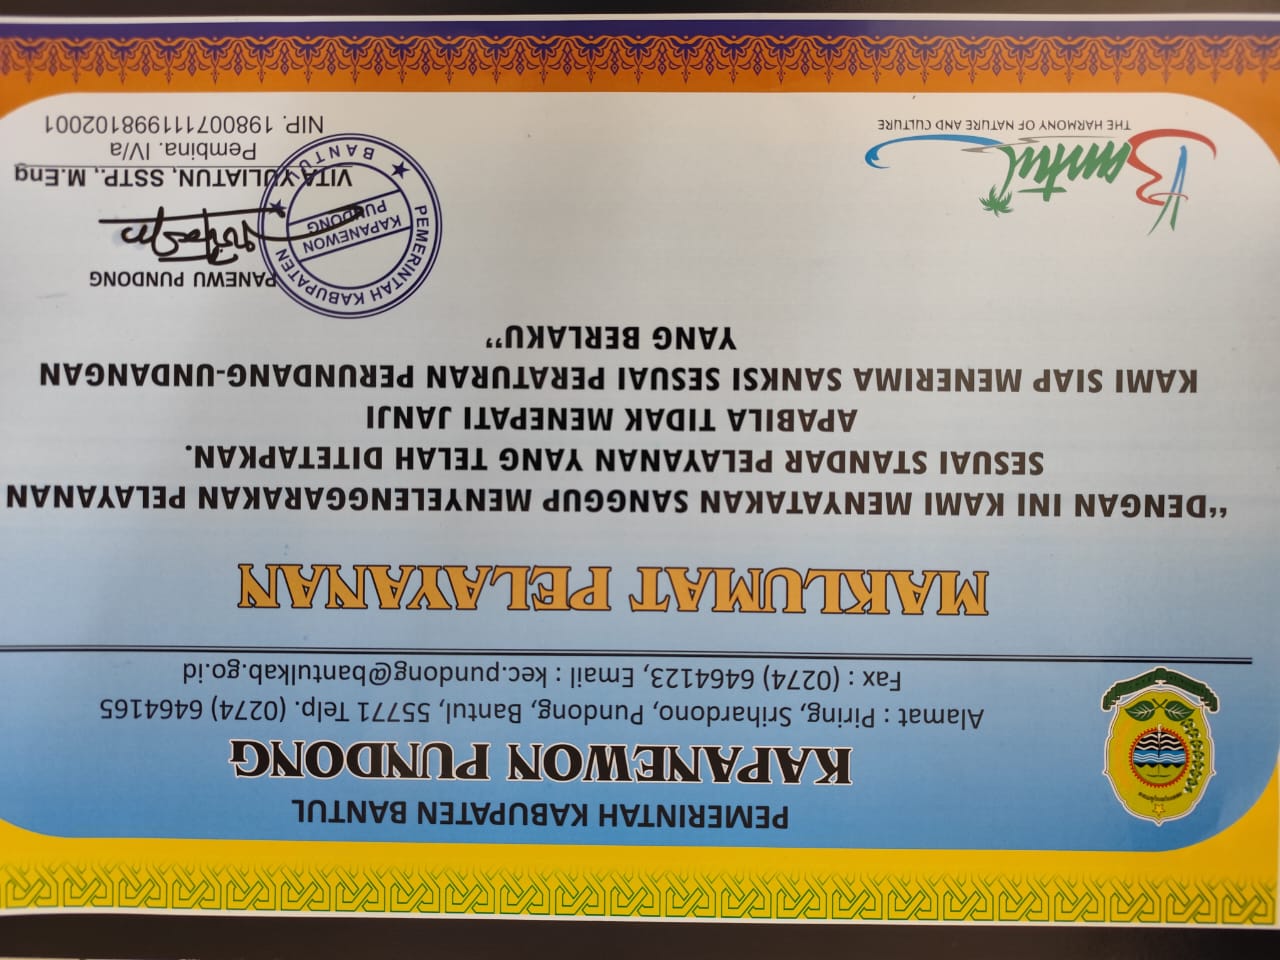 PEMERINTAH KABUPATEN BANTUL
KAPANEWON PUNDONG
Alamat : Piring, Srihardono, Pundong, Bantul, 55771 Telp. (0274) 6464165
Fax : (0274) 6464123, Email : kec.pundong@bantulkab.go.id
MAKLUMAT PELAYANAN
“DENGAN INI KAMI MENYATAKAN SANGGUP MENYELENGGARAKAN PELAYANAN
SESUAI STANDAR PELAYANAN YANG TELAH DITETAPKAN.
APABILA TIDAK MENEPATI JANJI
KAMI SIAP MENERIMA SANKSI SESUAI PERATURAN PERUNDANG-UNDANGAN
YANG BERLAKU”
PANEWU PUNDONG
PEMERINTAH KABUPATEN
KAPANEWON
PUNDONG
BANTUL
VITA YULIATUN, SSTP., M.Eng
Pembina. IV/a
NIP. 198007111998102001
Bantul
THE HARMONY OF NATURE AND CULTURE